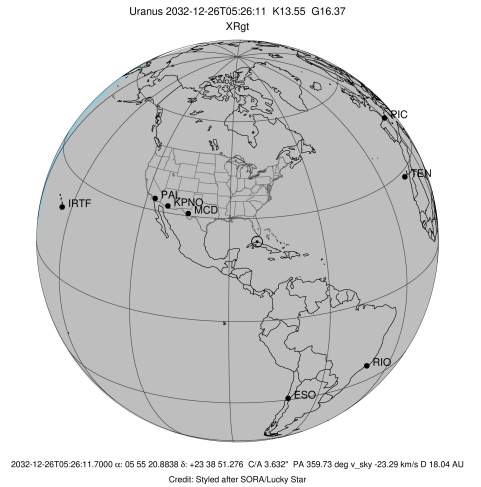 Uranus 2032-12-26T05:26:11  K13.55  G16.37
XRgt
PIC
TEN
IRTF
PAL
KPNO
MCD
RIO
ESO
2032-12-26T05:26:11.7000 α: 05 55 20.8838 δ: +23 38 51.276  C/A 3.632" PA 359.73 deg v_sky -23.29 km/s D 18.04 AU
Credit: Styled after SORA/Lucky Star